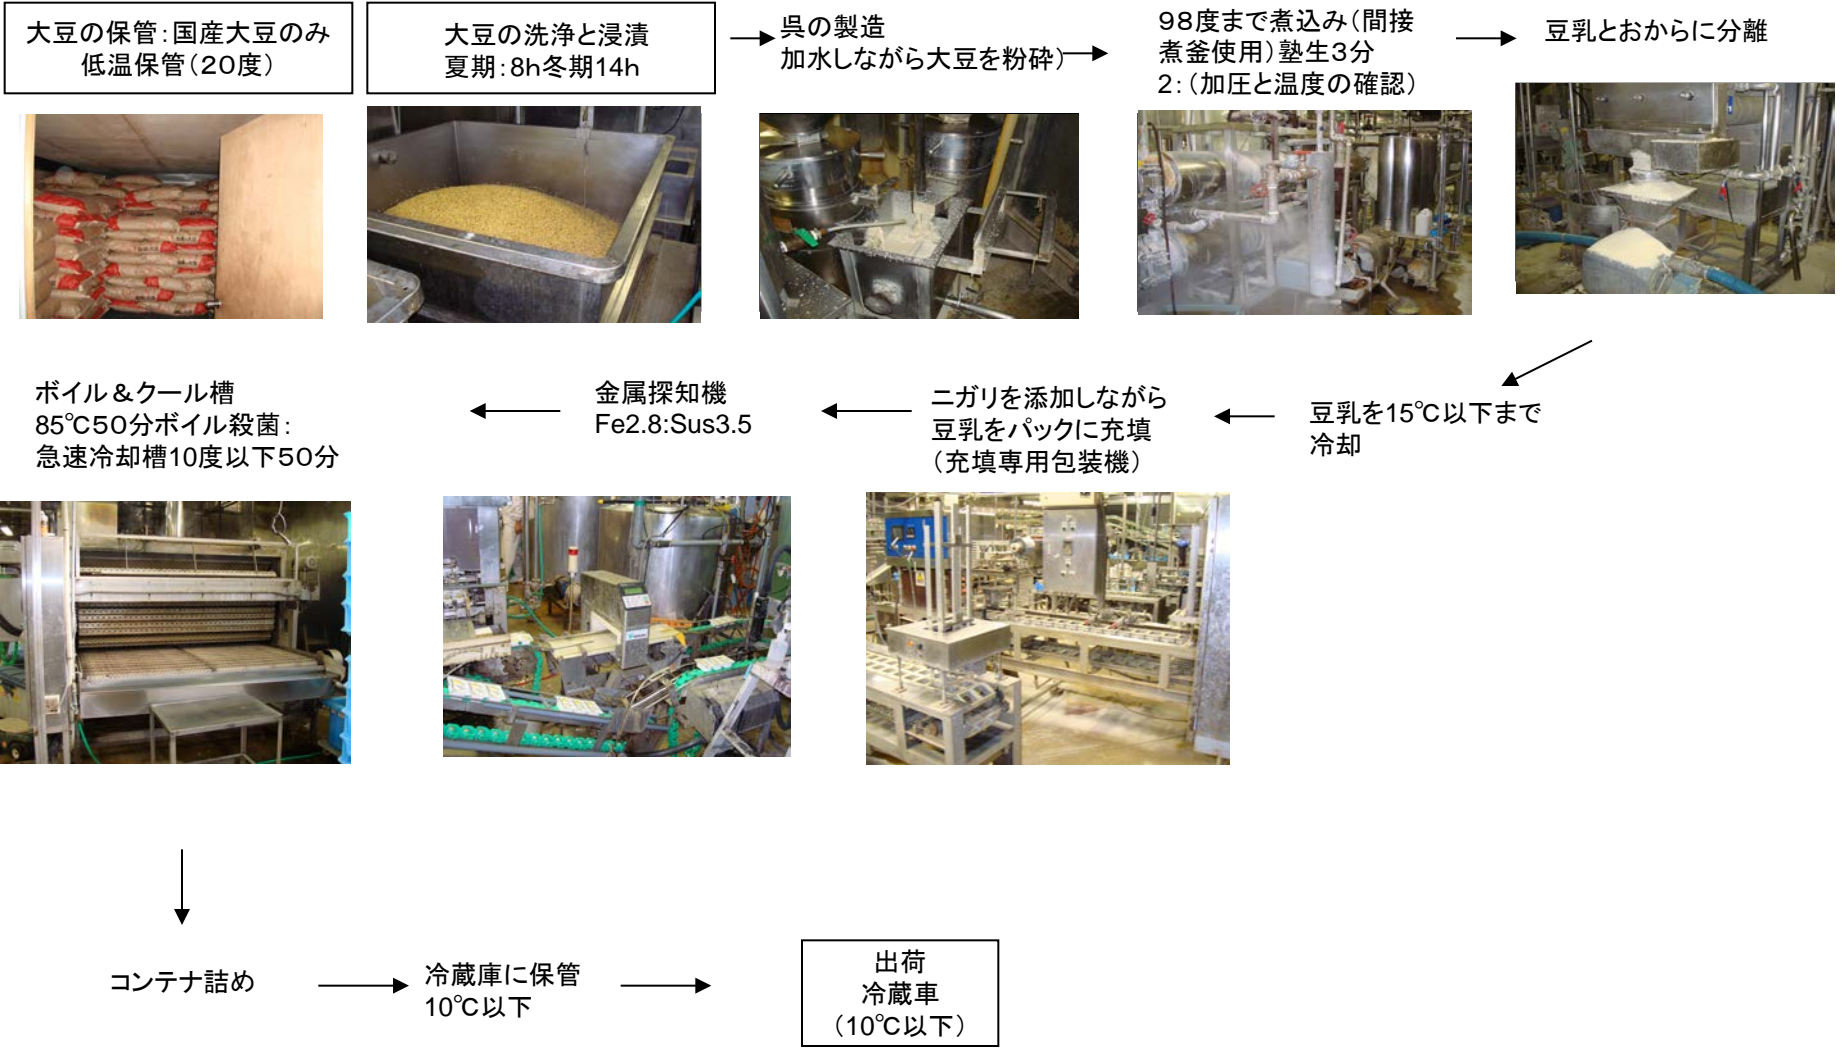 大豆の保管：国産大豆のみ
低温保管（２０度）
大豆の洗浄と浸漬
夏期：8ｈ冬期14ｈ
呉の製造
加水しながら大豆を粉砕）
９８度まで煮込み（間接
煮釜使用）塾生３分
２：（加圧と温度の確認）
豆乳とおからに分離
豆乳を15℃以下まで
冷却
ニガリを添加しながら
豆乳をパックに充填
（充填専用包装機）
金属探知機
Fe2.8:Sus3.5
ボイル＆クール槽
85℃５０分ボイル殺菌：
急速冷却槽10度以下５０分
コンテナ詰め
冷蔵庫に保管
10℃以下
出荷
冷蔵車
（10℃以下）